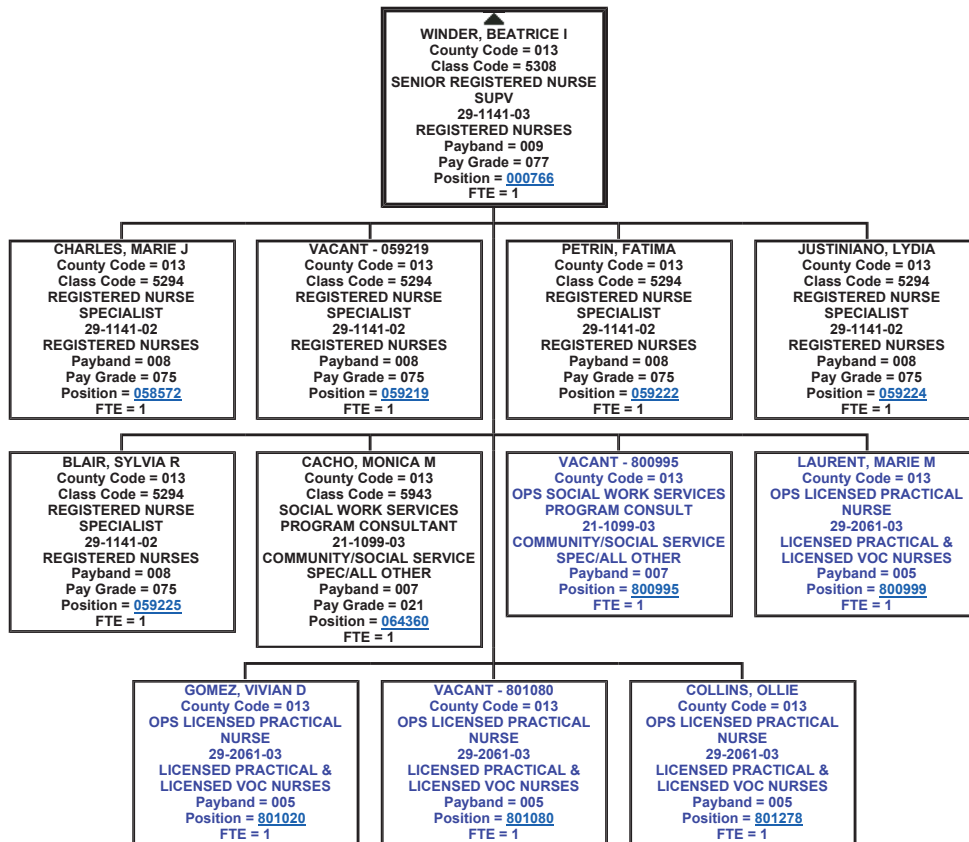 WINDER, BEATRICE I
County Code = 013
Class Code = 5308
SENIOR REGISTERED NURSE
SUPV
29-1141-03
REGISTERED NURSES
Payband = 009
Pay Grade = 077
Position = 000766
FTE = 1
CHARLES, MARIE J
County Code = 013
Class Code = 5294
REGISTERED NURSE
SPECIALIST
29-1141-02
REGISTERED NURSES
Payband = 008
Pay Grade = 075
Position = 058572
FTE = 1
VACANT - 059219
County Code = 013
Class Code = 5294
REGISTERED NURSE
SPECIALIST
29-1141-02
REGISTERED NURSES
Payband = 008
Pay Grade = 075
Position = 059219
FTE = 1
PETRIN, FATIMA
County Code = 013
Class Code = 5294
REGISTERED NURSE
SPECIALIST
29-1141-02
REGISTERED NURSES
Payband = 008
Pay Grade = 075
Position = 059222
FTE = 1
JUSTINIANO, LYDIA
County Code = 013
Class Code = 5294
REGISTERED NURSE
SPECIALIST
29-1141-02
REGISTERED NURSES
Payband = 008
Pay Grade = 075
Position = 059224
FTE = 1
BLAIR, SYLVIA R
County Code = 013
Class Code = 5294
REGISTERED NURSE
SPECIALIST
29-1141-02
REGISTERED NURSES
Payband = 008
Pay Grade = 075
Position = 059225
FTE = 1
CACHO, MONICA M
County Code = 013
Class Code = 5943
SOCIAL WORK SERVICES
PROGRAM CONSULTANT
21-1099-03
COMMUNITY/SOCIAL SERVICE
SPEC/ALL OTHER
Payband = 007
Pay Grade = 021
Position = 064360
FTE = 1
VACANT - 800995
County Code = 013
OPS SOCIAL WORK SERVICES
PROGRAM CONSULT
21-1099-03
COMMUNITY/SOCIAL SERVICE
SPEC/ALL OTHER
Payband = 007
Position = 800995
FTE = 1
LAURENT, MARIE M
County Code = 013
OPS LICENSED PRACTICAL
NURSE
29-2061-03
LICENSED PRACTICAL &
LICENSED VOC NURSES
Payband = 005
Position = 800999
FTE = 1
GOMEZ, VIVIAN D
County Code = 013
OPS LICENSED PRACTICAL
NURSE
29-2061-03
LICENSED PRACTICAL &
LICENSED VOC NURSES
Payband = 005
Position = 801020
FTE = 1
VACANT - 801080
County Code = 013
OPS LICENSED PRACTICAL
NURSE
29-2061-03
LICENSED PRACTICAL &
LICENSED VOC NURSES
Payband = 005
Position = 801080
FTE = 1
COLLINS, OLLIE
County Code = 013
OPS LICENSED PRACTICAL
NURSE
29-2061-03
LICENSED PRACTICAL &
LICENSED VOC NURSES
Payband = 005
Position = 801278
FTE = 1